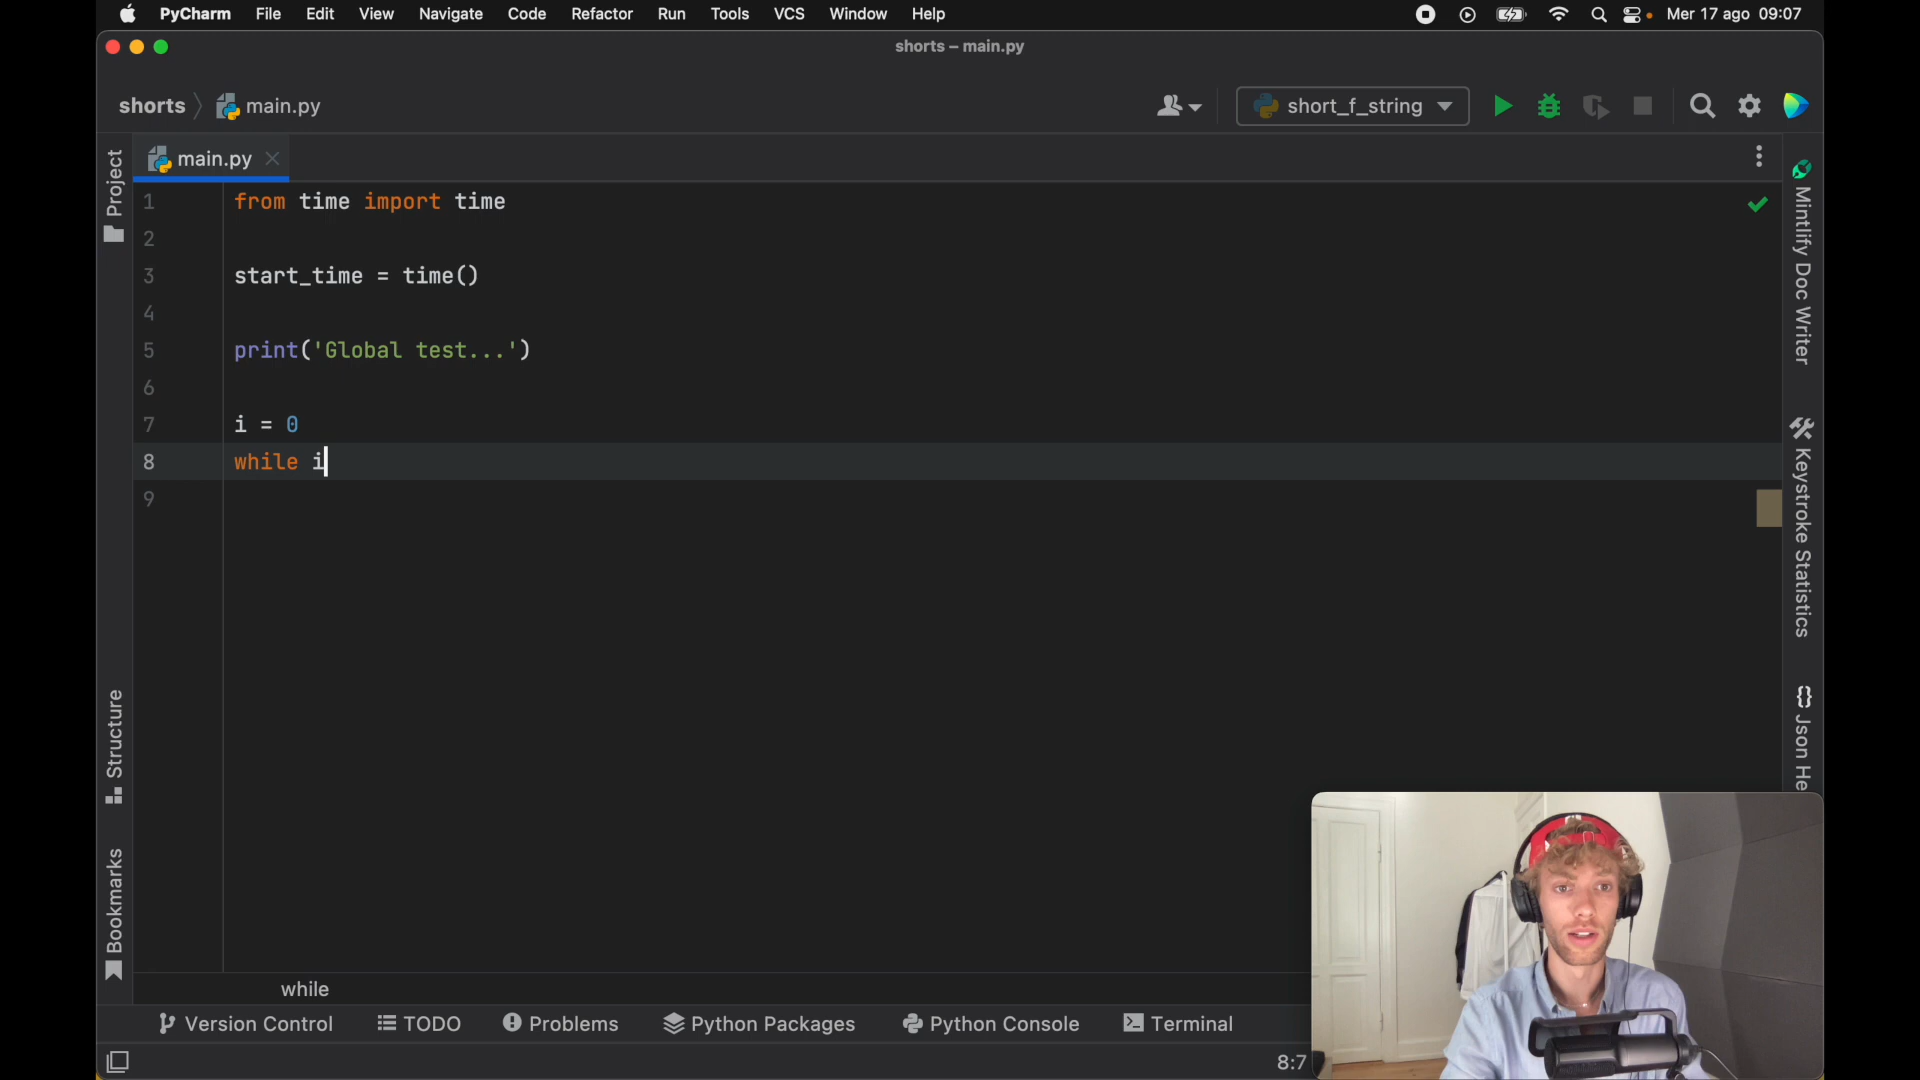 PyCharm File Edit View Navigate Code Refactor Run Tools VCS Window Help Mer 17 ago 09:07
shorts – main.py
shorts main.py short_f_string
main.py
Project
1 from time import time
2
3 start_time = time()
4
5 print('Global test...')
6
7 i = 0
8 while i
9
Mintlify Doc Writer
Keystroke Statistics
{} Json He
Structure
Bookmarks
while
Version Control TODO Problems Python Packages Python Console Terminal
8:7